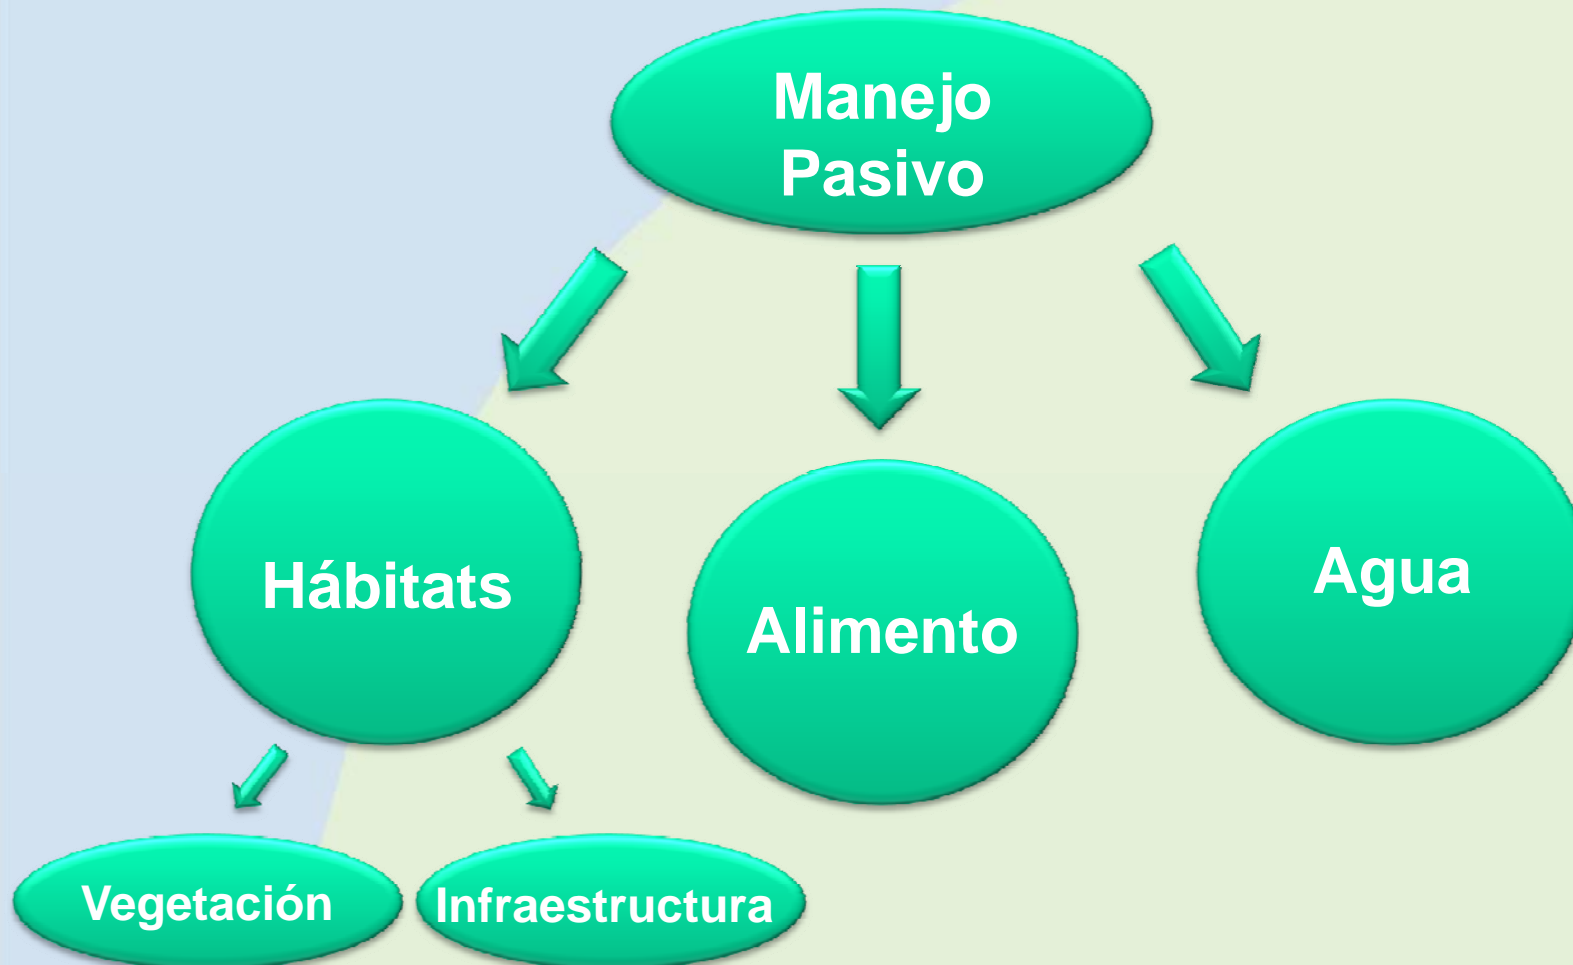 Manejo
Pasivo
Hábitats
Alimento
Agua
Vegetación
Infraestructura